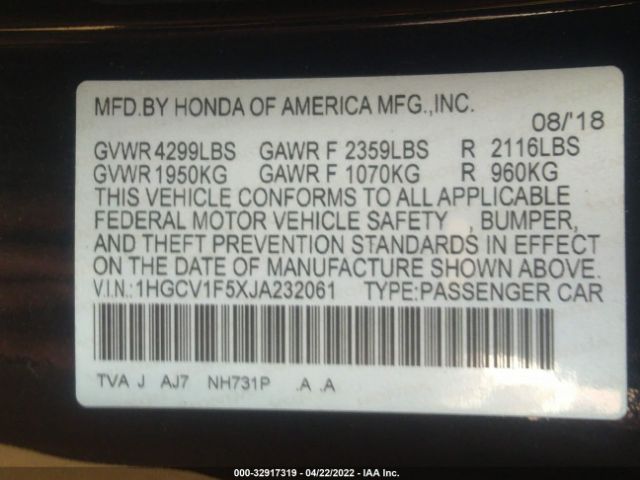 MFD.BY HONDA OF AMERICA MFG.,INC.
08/'18
GVWR 4299LBS GAWR F 2359LBS R 2116LBS
GVWR 1950KG GAWR F 1070KG R 960KG
THIS VEHICLE CONFORMS TO ALL APPLICABLE
FEDERAL MOTOR VEHICLE SAFETY , BUMPER,
AND THEFT PREVENTION STANDARDS IN EFFECT
ON THE DATE OF MANUFACTURE SHOWN ABOVE.
V.I.N.:1HGCV1F5XJA232061 TYPE:PASSENGER CAR
TVA J AJ7 NH731P .A .A
000-32917319 - 04/22/2022 - IAA Inc.